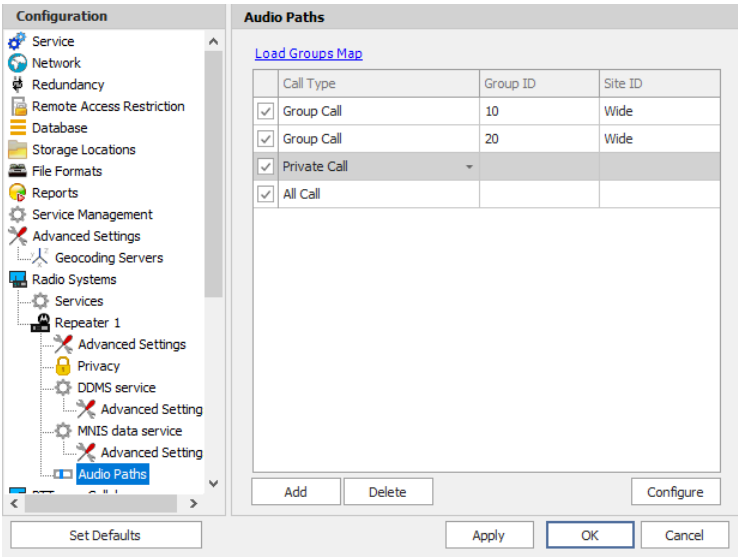 Configuration
Service
Network
Redundancy
Remote Access Restriction
Database
Storage Locations
File Formats
Reports
Service Management
Advanced Settings
Geocoding Servers
Radio Systems
Services
Repeater 1
Advanced Settings
Privacy
DDMS service
Advanced Setting
MNIS data service
Advanced Setting
Audio Paths
Set Defaults
Audio Paths
Load Groups Map
Call Type Group ID Site ID
Group Call 10 Wide
Group Call 20 Wide
Private Call
All Call
Add Delete Configure
Apply OK Cancel